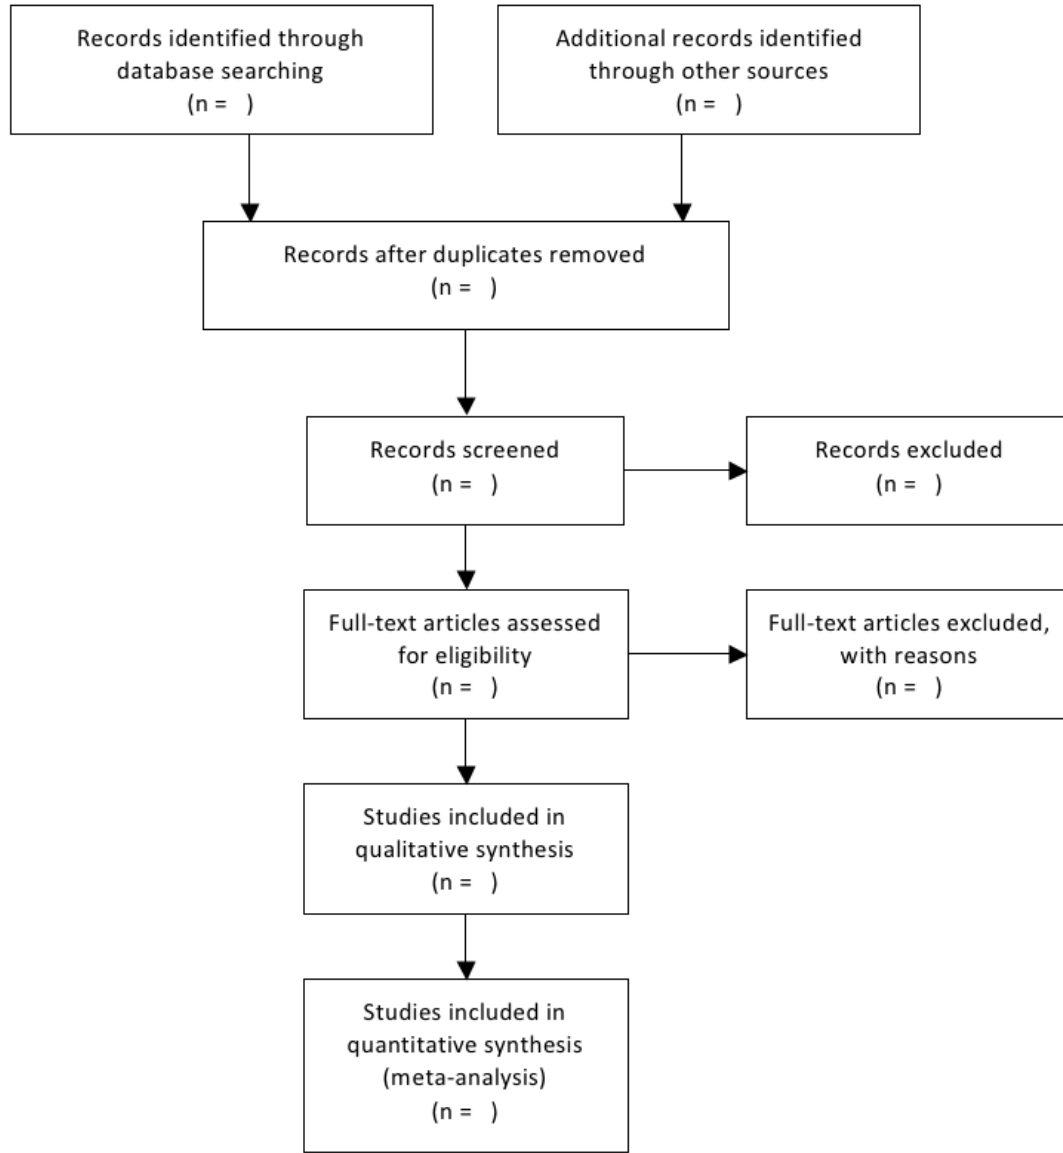 Records identified through
database searching
(n =   )
Additional records identified
through other sources
(n =   )
Records after duplicates removed
(n =   )
Records screened
(n =   )
Records excluded
(n =   )
Full-text articles assessed
for eligibility
(n =   )
Full-text articles excluded,
with reasons
(n =   )
Studies included in
qualitative synthesis
(n =   )
Studies included in
quantitative synthesis
(meta-analysis)
(n =   )